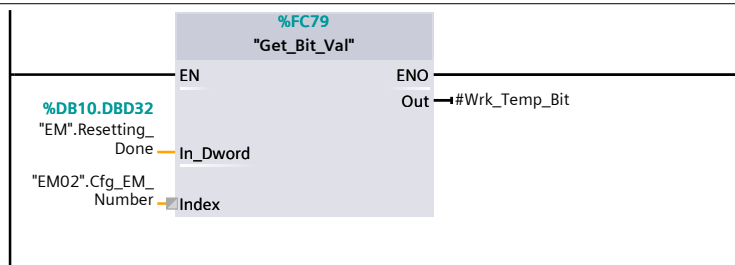 %FC79
"Get_Bit_Val"
EN ENO
Out #Wrk_Temp_Bit
%DB10.DBD32
"EM".Resetting_
Done In_Dword
"EM02".Cfg_EM_
Number Index